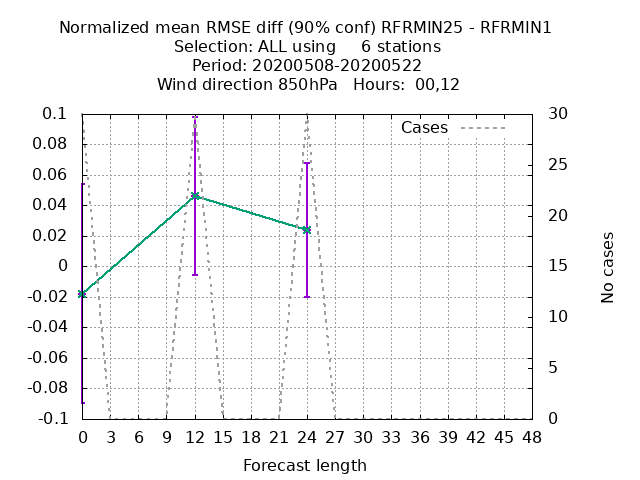 Normalized mean RMSE diff (90% conf) RFRMIN25 - RFRMIN1
Selection: ALL using 6 stations
Period: 20200508-20200522
Wind direction 850hPa Hours: 00,12
Cases
0.1
0.08
0.06
0.04
0.02
0
-0.02
-0.04
-0.06
-0.08
-0.1
30
25
20
15
10
5
0
No cases
0 3 6 9 12 15 18 21 24 27 30 33 36 39 42 45 48
Forecast length